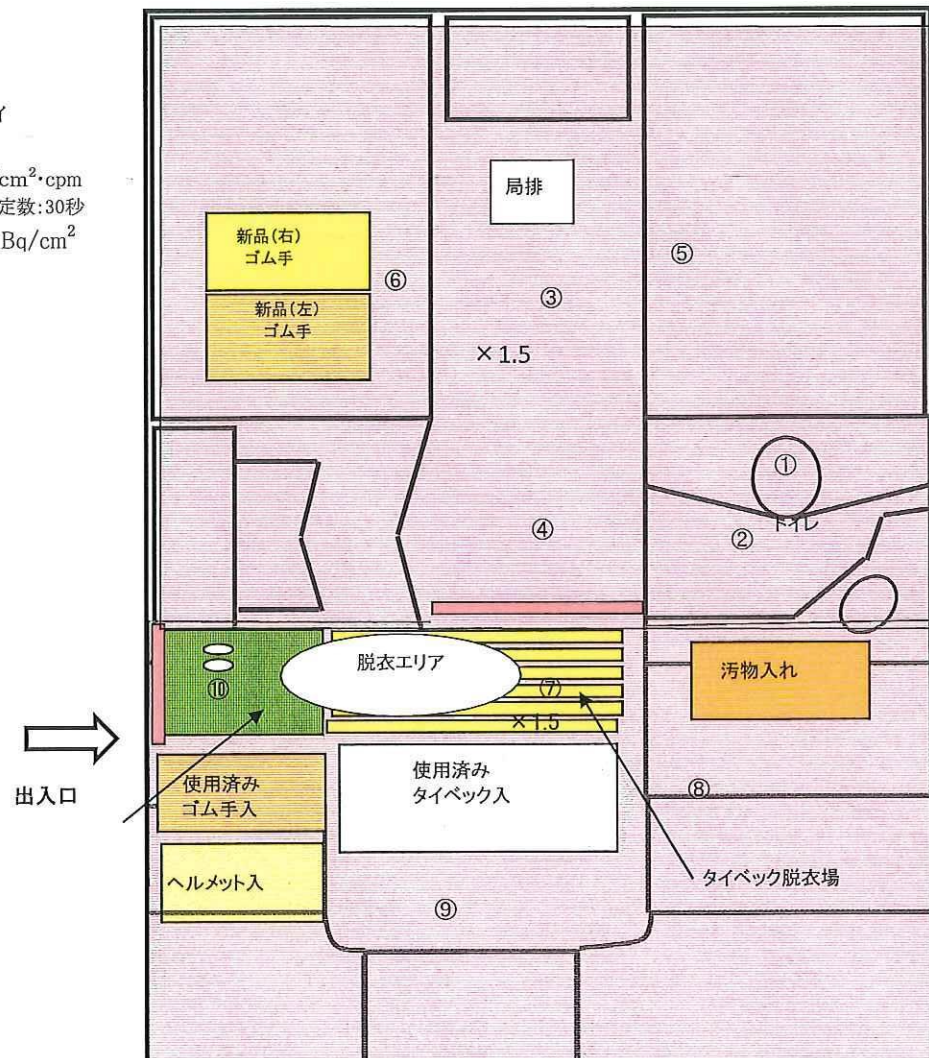 イ
cm²・cpm
定数:30秒
Bq/cm²
局排
新品(右)
ゴム手
新品(左)
ゴム手
⑥
③
⑤
×1.5
①
トイレ
④
②
脱衣エリア
⑩
⑦
×1.5
汚物入れ
出入口
使用済み
ゴム手入
使用済み
タイベック入
⑧
ヘルメット入
タイベック脱衣場
⑨